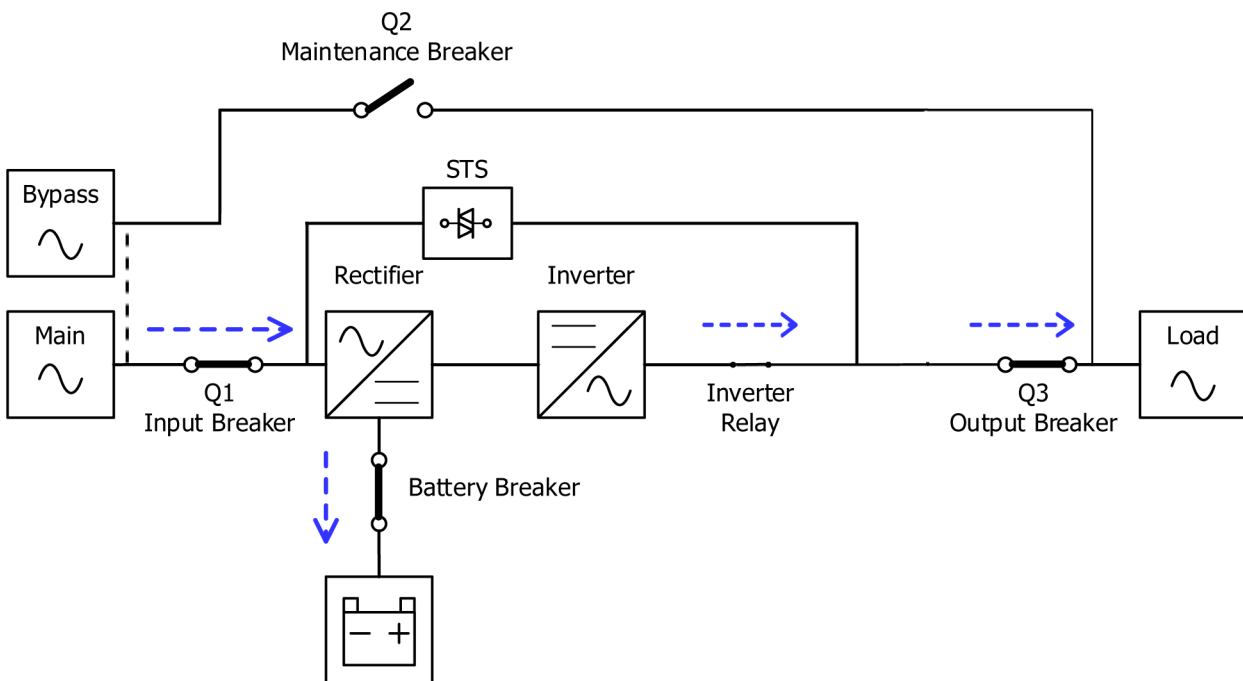 Q2
Maintenance Breaker
STS
Bypass
Rectifier
Inverter
Main
Load
Q1
Input Breaker
Inverter
Relay
Q3
Output Breaker
Battery Breaker